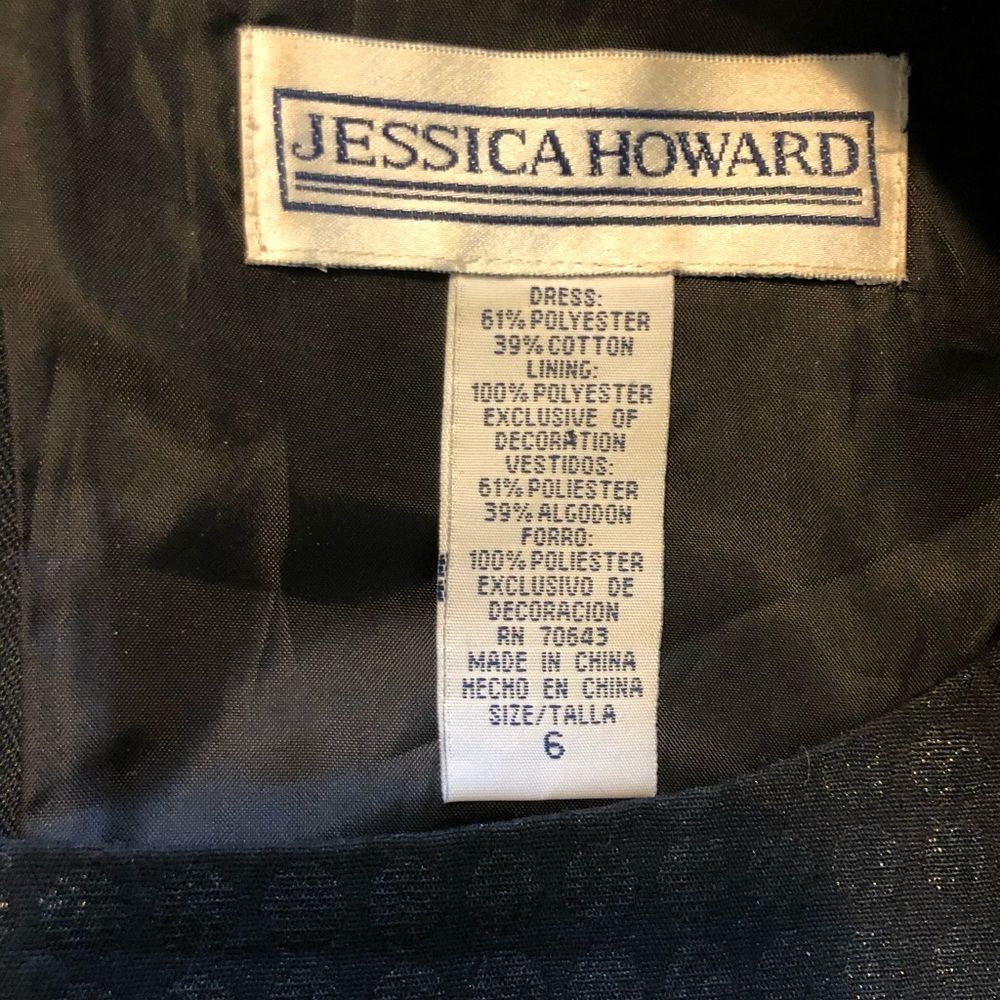 JESSICA HOWARD
DRESS:
61% POLYESTER
39% COTTON
LINING:
100% POLYESTER
EXCLUSIVE OF
DECORATION
VESTIDOS:
61% POLIESTER
39% ALGODON
FORRO:
100% POLIESTER
EXCLUSIVO DE
DECORACION
RN 70643
MADE IN CHINA
HECHO EN CHINA
SIZE/TALLA
6